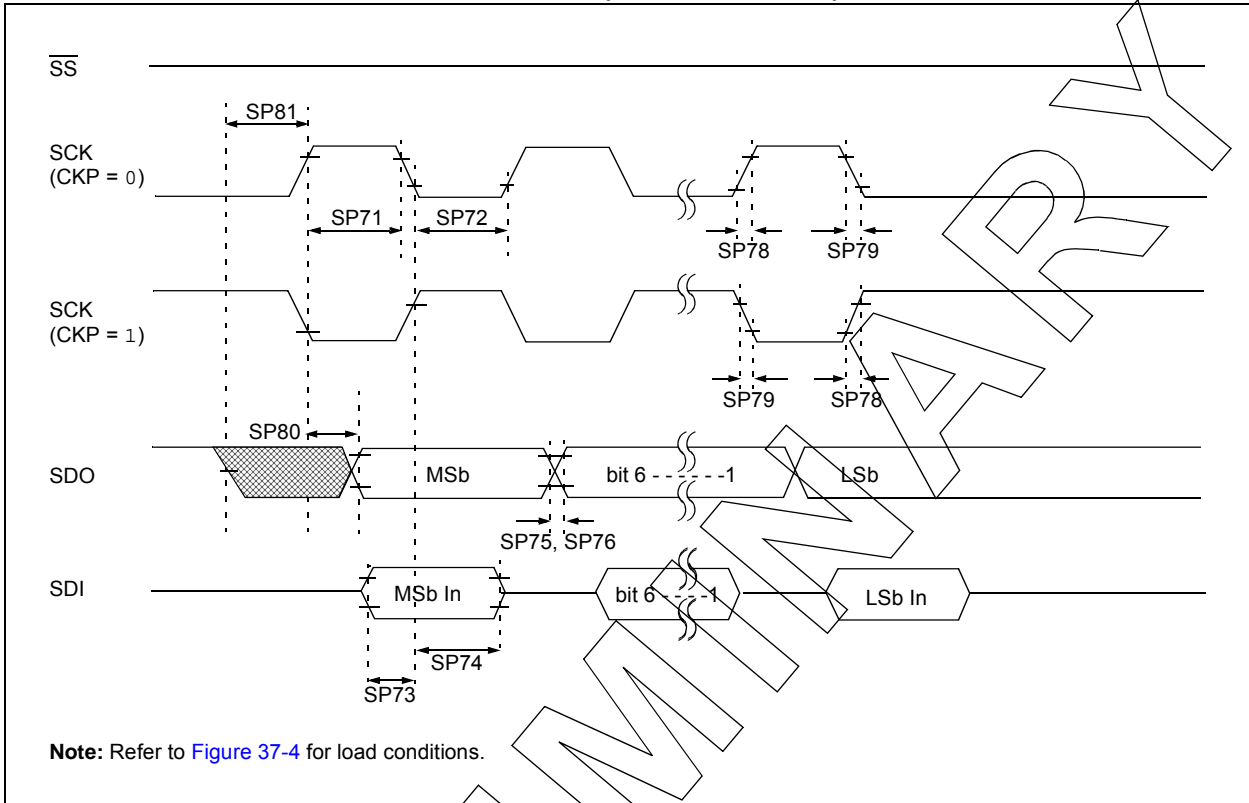 SS
SP81
SCK
(CKP = 0)
SP71
SP72
SP78
SP79
SCK
(CKP = 1)
SP79
SP78
SP80
SDO
MSb
bit 6 - - - - - -1
LSb
SP75, SP76
SDI
MSb In
bit 6 - - - -1
LSb In
SP74
SP73
Note: Refer to Figure 37-4 for load conditions.
MINARY